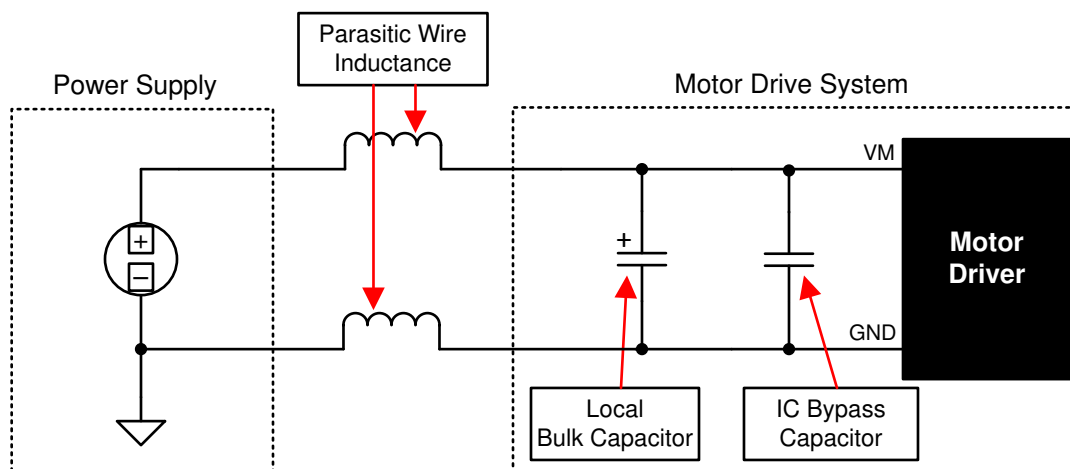 Parasitic Wire
Inductance
Power Supply
Motor Drive System
VM
+
−
+
Motor
Driver
GND
Local
Bulk Capacitor
IC Bypass
Capacitor